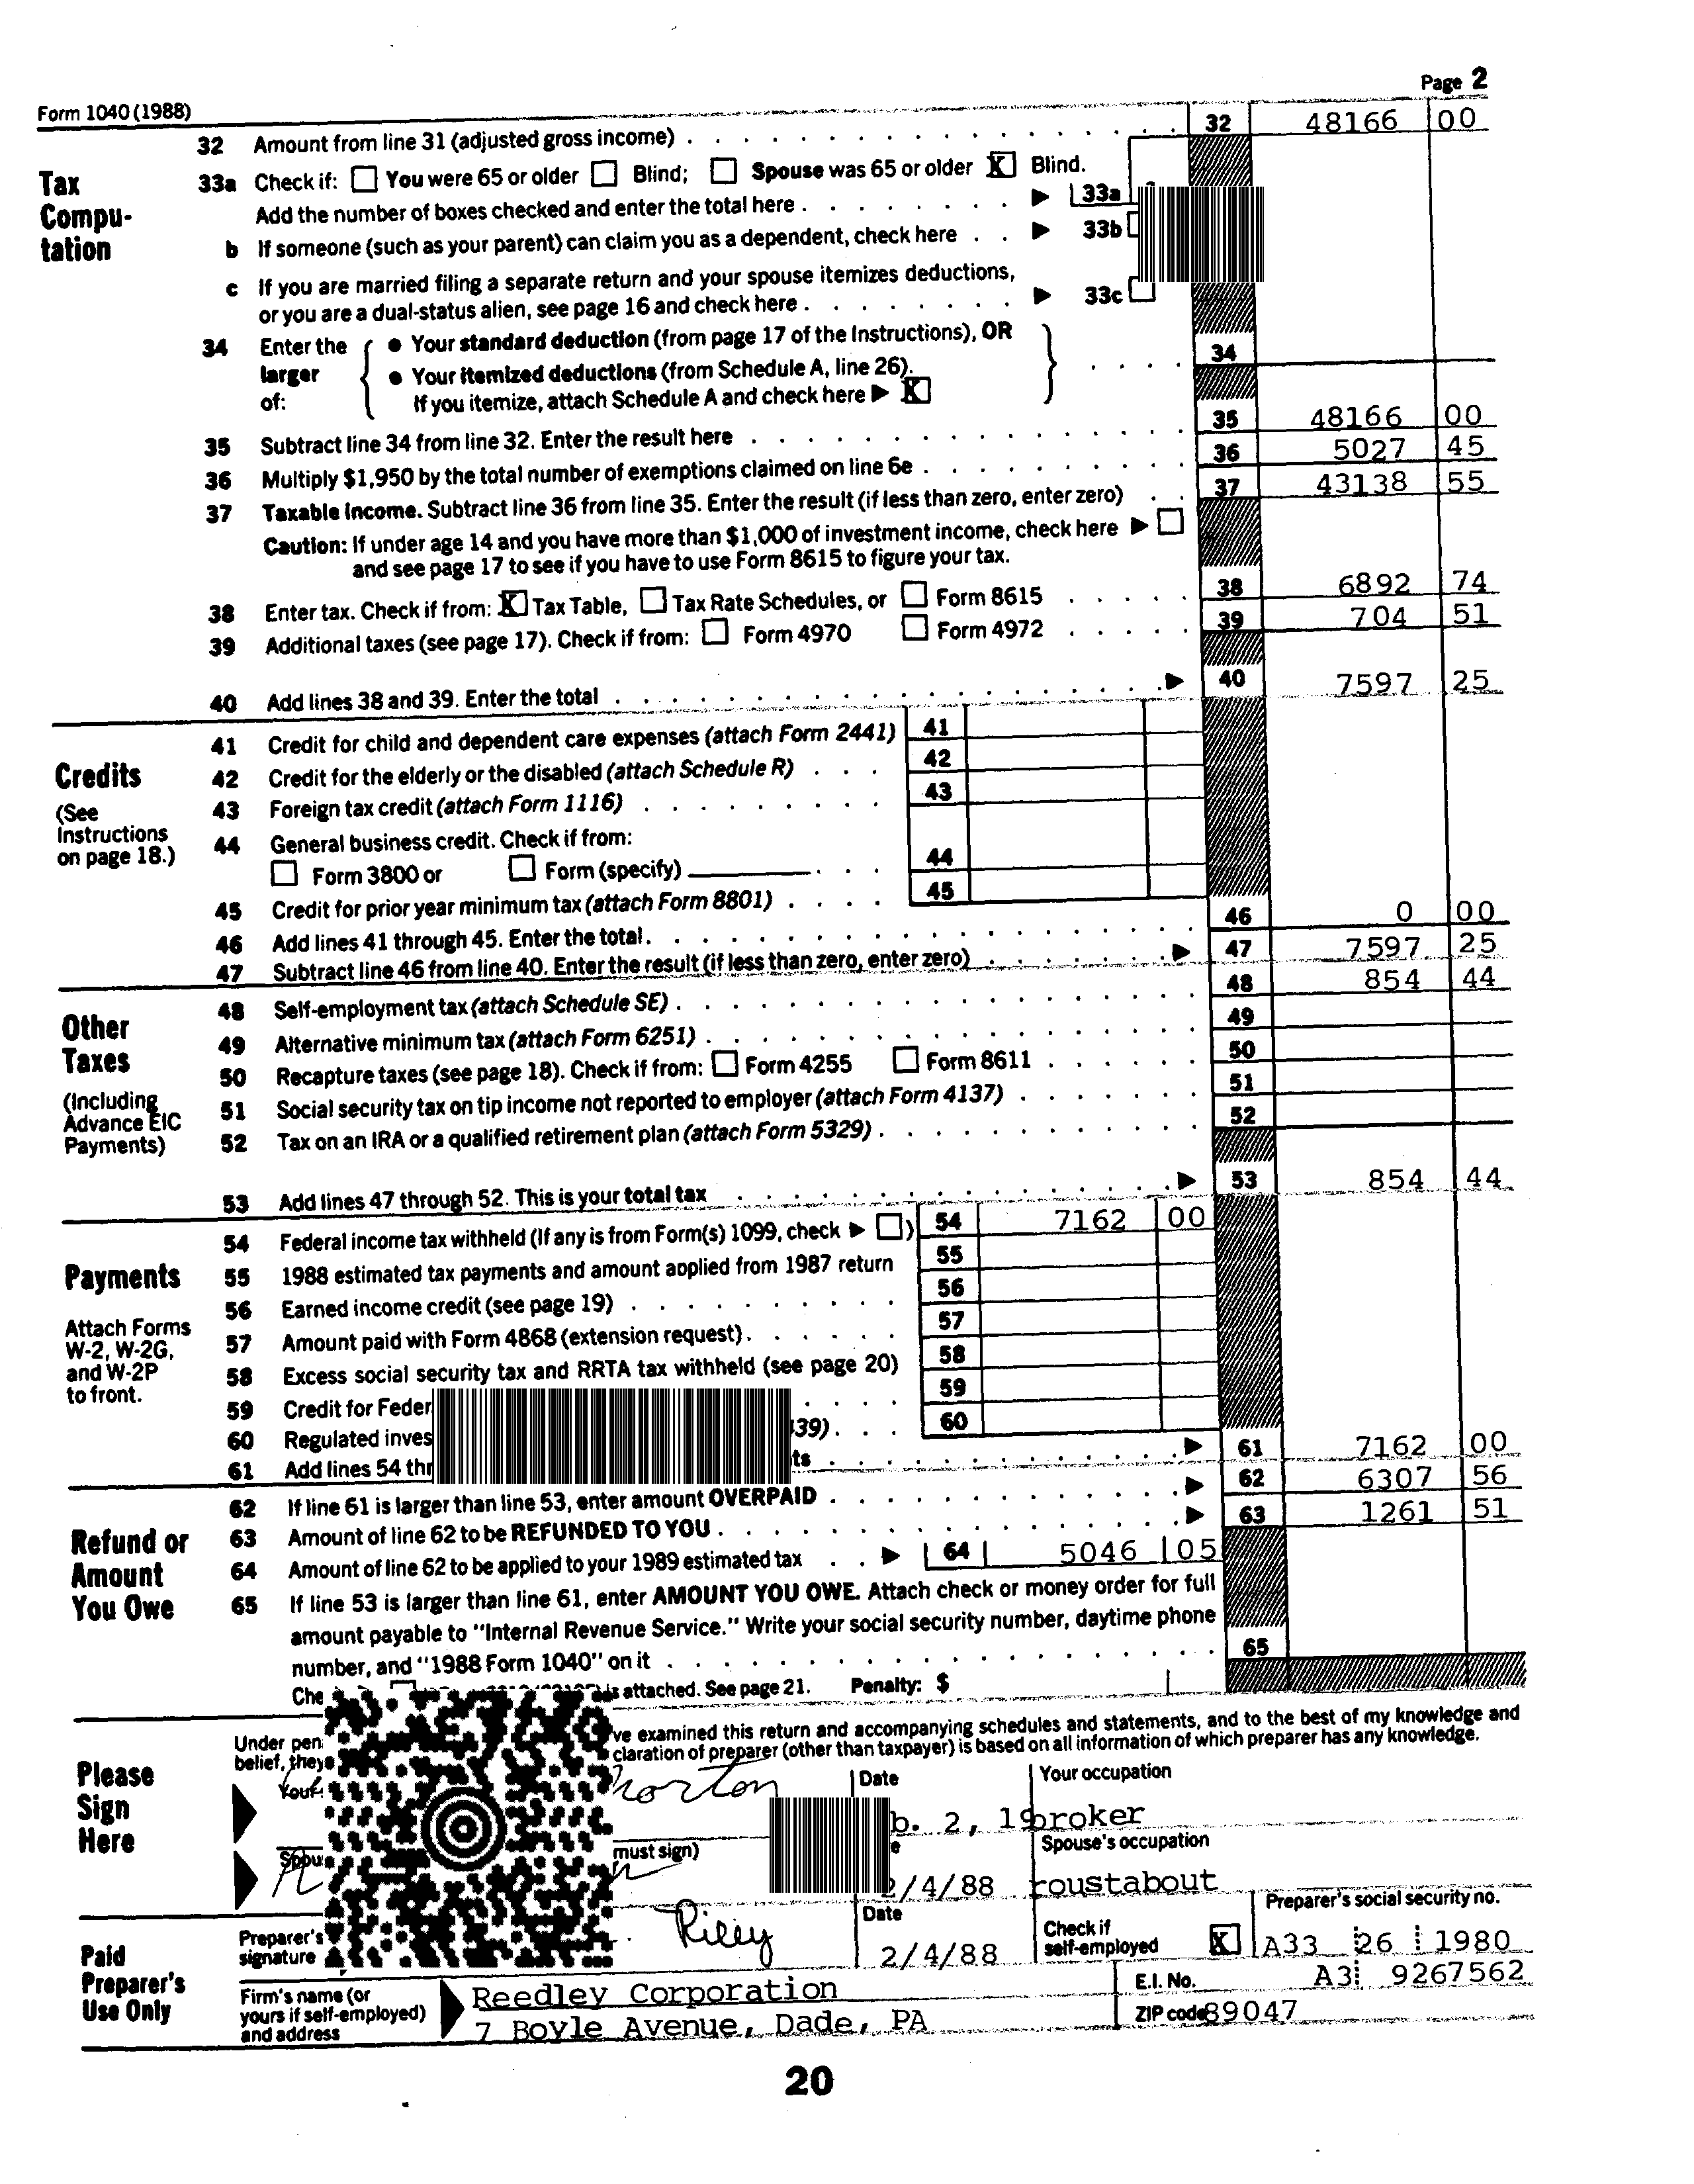 Page 2
Form 1040 (1988)
32 Amount from line 31 (adjusted gross income) 32 48166 00
Tax Compu- tation
33a Check if: You were 65 or older Blind; Spouse was 65 or older X Blind.
Add the number of boxes checked and enter the total here 33a
b If someone (such as your parent) can claim you as a dependent, check here 33b
c If you are married filing a separate return and your spouse itemizes deductions,
or you are a dual-status alien, see page 16 and check here 33c
34 Enter the larger of:
• Your standard deduction (from page 17 of the Instructions), OR 34
• Your itemized deductions (from Schedule A, line 26).
If you itemize, attach Schedule A and check here X
35 Subtract line 34 from line 32. Enter the result here 35 48166 00
36 Multiply $1,950 by the total number of exemptions claimed on line 6e 36 5027 45
37 Taxable income. Subtract line 36 from line 35. Enter the result (if less than zero, enter zero) 37 43138 55
Caution: If under age 14 and you have more than $1,000 of investment income, check here
and see page 17 to see if you have to use Form 8615 to figure your tax.
38 Enter tax. Check if from: X Tax Table, Tax Rate Schedules, or Form 8615 38 6892 74
39 Additional taxes (see page 17). Check if from: Form 4970 Form 4972 39 704 51
40 Add lines 38 and 39. Enter the total 40 7597 25
Credits
(See Instructions on page 18.)
41 Credit for child and dependent care expenses (attach Form 2441) 41
42 Credit for the elderly or the disabled (attach Schedule R) 42
43 Foreign tax credit (attach Form 1116) 43
44 General business credit. Check if from:
Form 3800 or Form (specify) 44
45 Credit for prior year minimum tax (attach Form 8801) 45
46 Add lines 41 through 45. Enter the total. 46 0 00
47 Subtract line 46 from line 40. Enter the result (if less than zero, enter zero) 47 7597 25
Other Taxes
(Including Advance EIC Payments)
48 Self-employment tax (attach Schedule SE) 48 854 44
49 Alternative minimum tax (attach Form 6251) 49
50 Recapture taxes (see page 18). Check if from: Form 4255 Form 8611 50
51 Social security tax on tip income not reported to employer (attach Form 4137) 51
52 Tax on an IRA or a qualified retirement plan (attach Form 5329) 52
53 Add lines 47 through 52. This is your total tax 53 854 44
Payments
Attach Forms W-2, W-2G, and W-2P to front.
54 Federal income tax withheld (If any is from Form(s) 1099, check ) 54 7162 00
55 1988 estimated tax payments and amount applied from 1987 return 55
56 Earned income credit (see page 19) 56
57 Amount paid with Form 4868 (extension request) 57
58 Excess social security tax and RRTA tax withheld (see page 20) 58
59 Credit for Feder 59
60 Regulated inves 39) 60
61 Add lines 54 thr ts 61 7162 00
Refund or Amount You Owe
62 If line 61 is larger than line 53, enter amount OVERPAID 62 6307 56
63 Amount of line 62 to be REFUNDED TO YOU 63 1261 51
64 Amount of line 62 to be applied to your 1989 estimated tax 64 5046 05
65 If line 53 is larger than line 61, enter AMOUNT YOU OWE. Attach check or money order for full
amount payable to "Internal Revenue Service." Write your social security number, daytime phone
number, and "1988 Form 1040" on it 65
Che is attached. See page 21. Penalty: $
Please Sign Here
Under pen ve examined this return and accompanying schedules and statements, and to the best of my knowledge and
belief, they claration of preparer (other than taxpayer) is based on all information of which preparer has any knowledge.
Your norton Date b. 2, 19 Your occupation broker
Spou must sign) e 2/4/88 Spouse's occupation roustabout
Paid Preparer's Use Only
Preparer's signature Riley Date 2/4/88 Check if self-employed X Preparer's social security no. A33 26 1980
Firm's name (or yours if self-employed) and address
Reedley Corporation E.I. No. A3 9267562
7 Boyle Avenue, Dade, PA ZIP code 89047
20